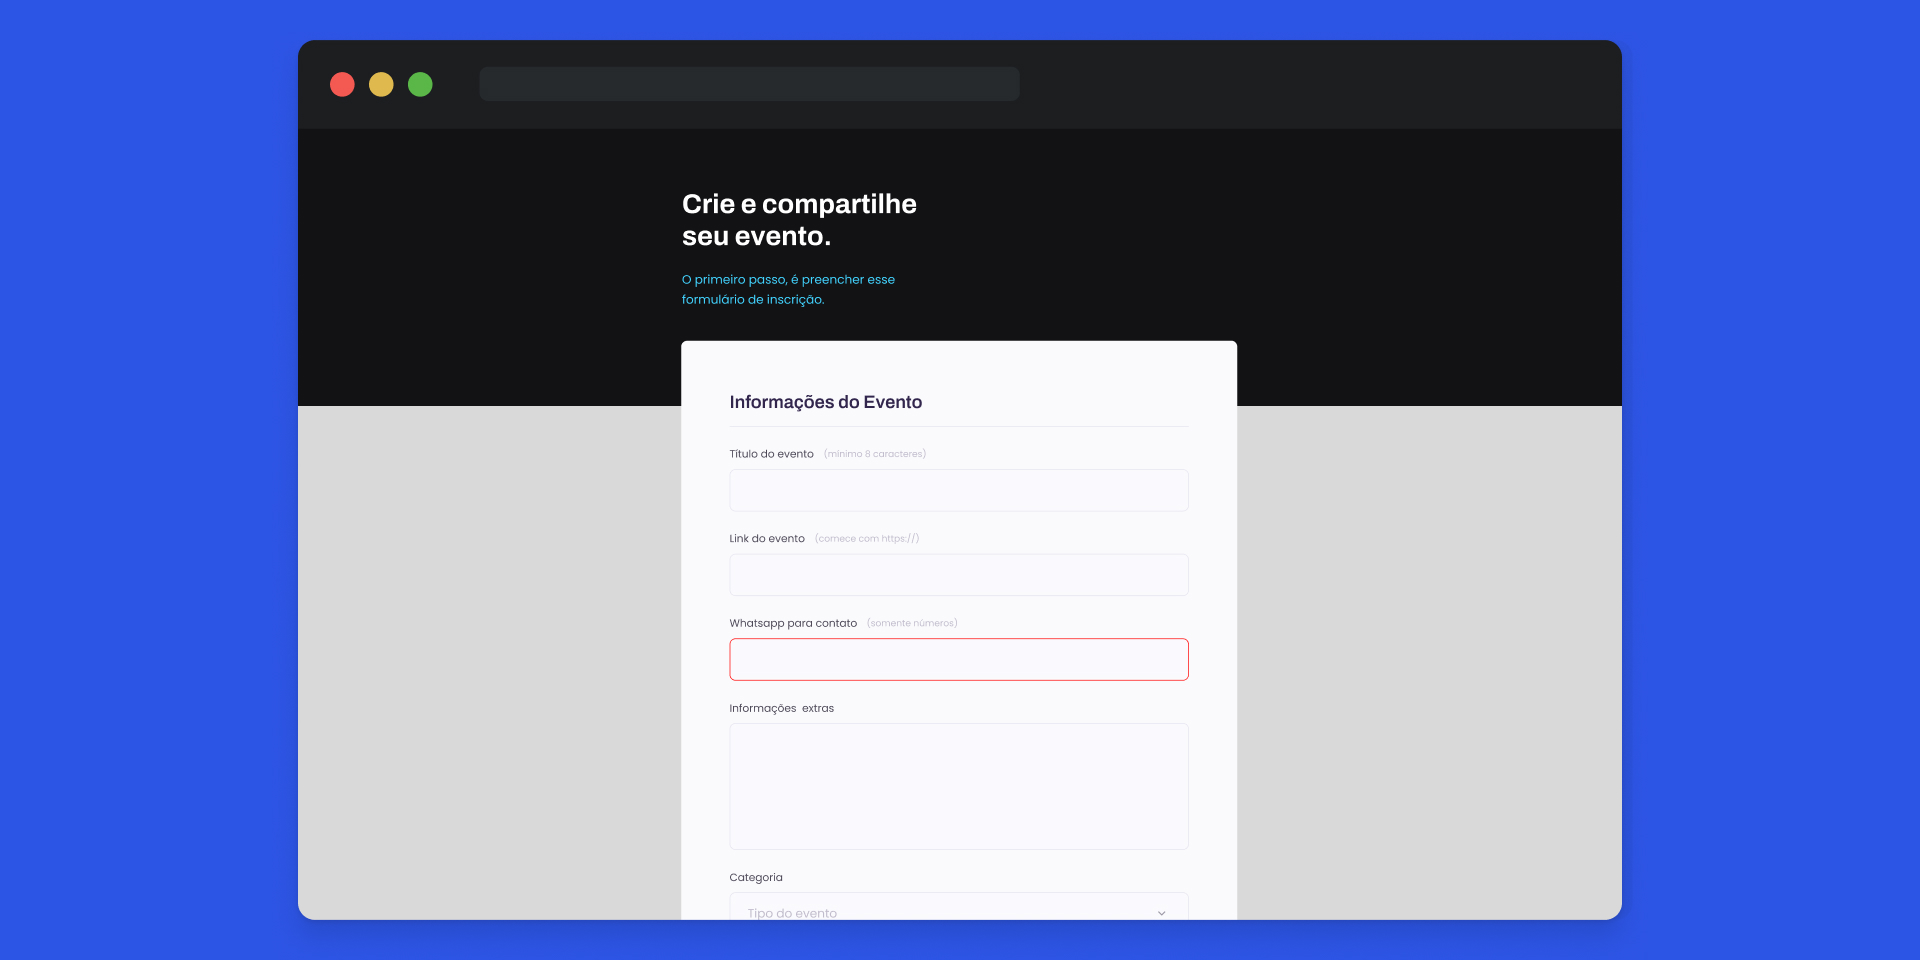 Crie e compartilhe
seu evento.
O primeiro passo, é preencher esse
formulário de inscrição.
Informações do Evento
Título do evento (mínimo 6 caracteres)
Link do evento (comece com https://)
Whatsapp para contato (somente números)
Informações extras
Categoria
Tipo do evento